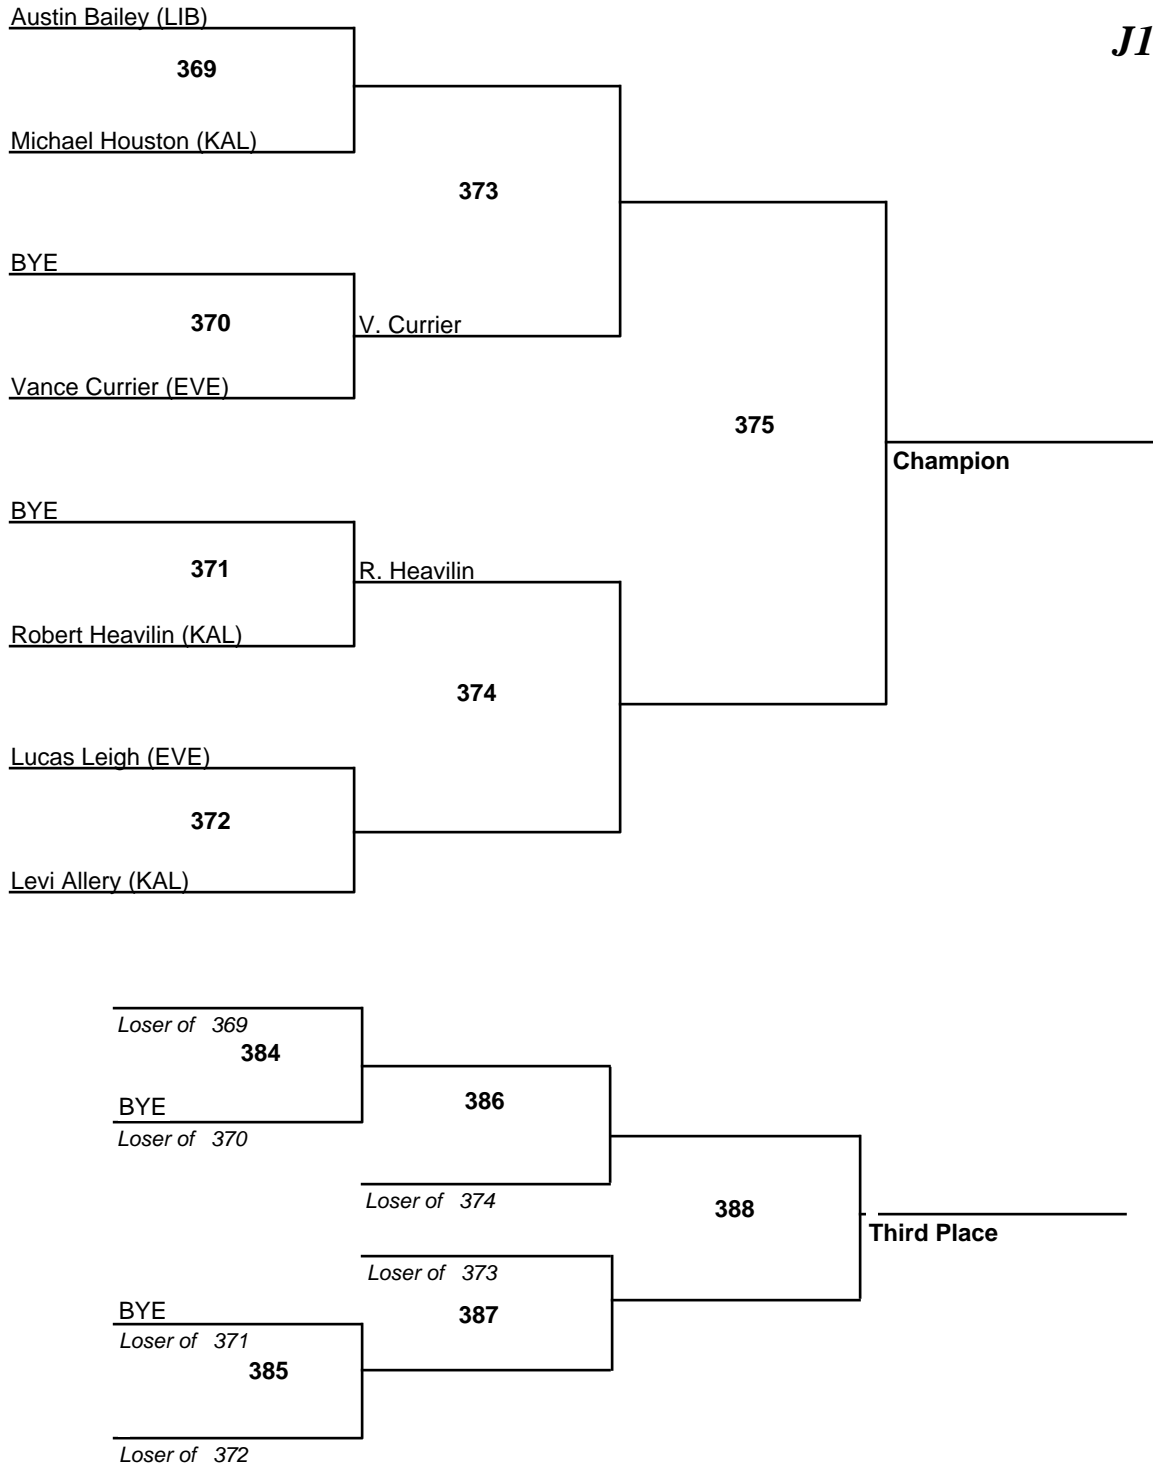 Austin Bailey (LIB)
J1
369
Michael Houston (KAL)
373
BYE
370
V. Currier
Vance Currier (EVE)
375
Champion
BYE
371
R. Heavilin
Robert Heavilin (KAL)
374
Lucas Leigh (EVE)
372
Levi Allery (KAL)
Loser of 369
384
BYE
386
Loser of 370
Loser of 374
388
Third Place
Loser of 373
BYE
387
Loser of 371
385
Loser of 372